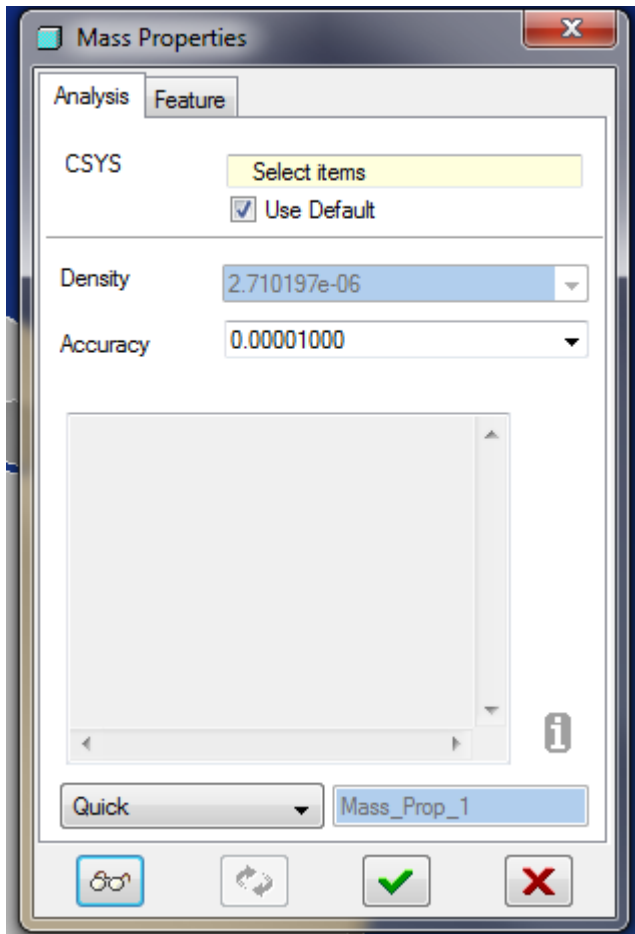 Mass Properties
Analysis Feature
CSYS
Select items
Use Default
Density 2.710197e-06
Accuracy 0.00001000
Quick Mass_Prop_1